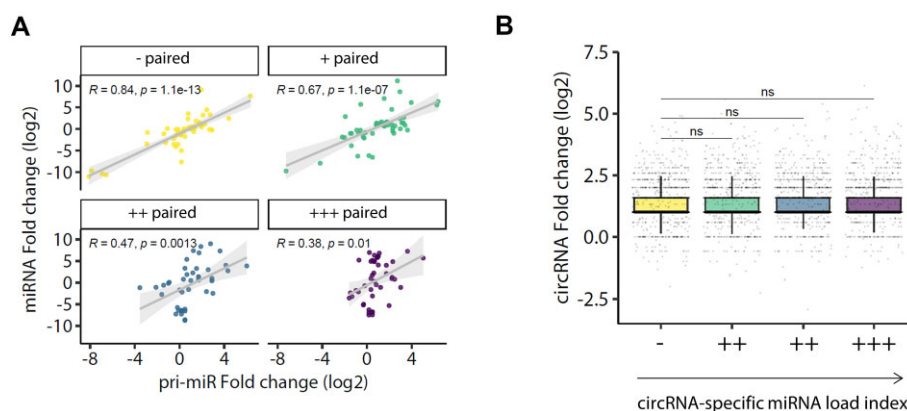 A
- paired
+ paired
R = 0.84, p = 1.1e-13
R = 0.67, p = 1.1e-07
10
5
0
-5
-10
++ paired
+++ paired
R = 0.47, p = 0.0013
R = 0.38, p = 0.01
10
5
0
-5
-10
miRNA Fold change (log2)
-8
-4
0
4
-8
-4
0
4
pri-miR Fold change (log2)
B
7.5
5.0
2.5
0.0
-2.5
circRNA Fold change (log2)
ns
ns
ns
-
++
++
+++
circRNA-specific miRNA load index